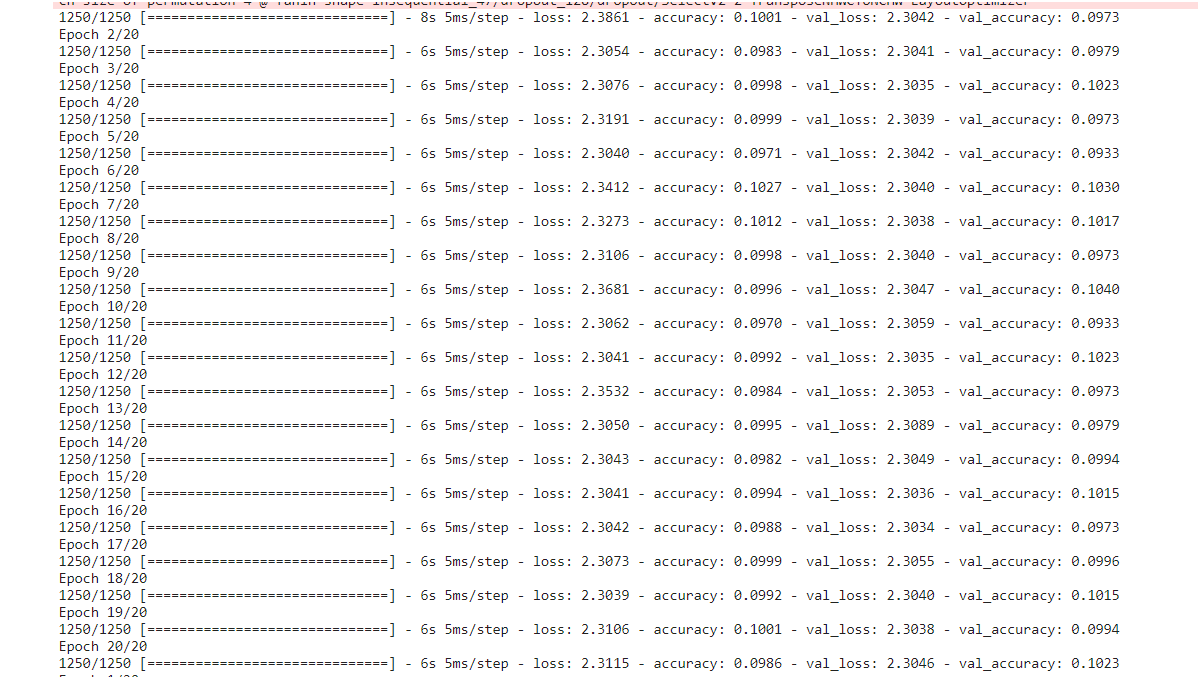 1250/1250 [==============================] - 8s 5ms/step - loss: 2.3861 - accuracy: 0.1001 - val_loss: 2.3042 - val_accuracy: 0.0973
Epoch 2/20
1250/1250 [==============================] - 6s 5ms/step - loss: 2.3054 - accuracy: 0.0983 - val_loss: 2.3041 - val_accuracy: 0.0979
Epoch 3/20
1250/1250 [==============================] - 6s 5ms/step - loss: 2.3076 - accuracy: 0.0998 - val_loss: 2.3035 - val_accuracy: 0.1023
Epoch 4/20
1250/1250 [==============================] - 6s 5ms/step - loss: 2.3191 - accuracy: 0.0999 - val_loss: 2.3039 - val_accuracy: 0.0973
Epoch 5/20
1250/1250 [==============================] - 6s 5ms/step - loss: 2.3040 - accuracy: 0.0971 - val_loss: 2.3042 - val_accuracy: 0.0933
Epoch 6/20
1250/1250 [==============================] - 6s 5ms/step - loss: 2.3412 - accuracy: 0.1027 - val_loss: 2.3040 - val_accuracy: 0.1030
Epoch 7/20
1250/1250 [==============================] - 6s 5ms/step - loss: 2.3273 - accuracy: 0.1012 - val_loss: 2.3038 - val_accuracy: 0.1017
Epoch 8/20
1250/1250 [==============================] - 6s 5ms/step - loss: 2.3106 - accuracy: 0.0998 - val_loss: 2.3040 - val_accuracy: 0.0973
Epoch 9/20
1250/1250 [==============================] - 6s 5ms/step - loss: 2.3681 - accuracy: 0.0996 - val_loss: 2.3047 - val_accuracy: 0.1040
Epoch 10/20
1250/1250 [==============================] - 6s 5ms/step - loss: 2.3062 - accuracy: 0.0970 - val_loss: 2.3059 - val_accuracy: 0.0933
Epoch 11/20
1250/1250 [==============================] - 6s 5ms/step - loss: 2.3041 - accuracy: 0.0992 - val_loss: 2.3035 - val_accuracy: 0.1023
Epoch 12/20
1250/1250 [==============================] - 6s 5ms/step - loss: 2.3532 - accuracy: 0.0984 - val_loss: 2.3053 - val_accuracy: 0.0973
Epoch 13/20
1250/1250 [==============================] - 6s 5ms/step - loss: 2.3050 - accuracy: 0.0995 - val_loss: 2.3089 - val_accuracy: 0.0979
Epoch 14/20
1250/1250 [==============================] - 6s 5ms/step - loss: 2.3043 - accuracy: 0.0982 - val_loss: 2.3049 - val_accuracy: 0.0994
Epoch 15/20
1250/1250 [==============================] - 6s 5ms/step - loss: 2.3041 - accuracy: 0.0994 - val_loss: 2.3036 - val_accuracy: 0.1015
Epoch 16/20
1250/1250 [==============================] - 6s 5ms/step - loss: 2.3042 - accuracy: 0.0988 - val_loss: 2.3034 - val_accuracy: 0.0973
Epoch 17/20
1250/1250 [==============================] - 6s 5ms/step - loss: 2.3073 - accuracy: 0.0999 - val_loss: 2.3055 - val_accuracy: 0.0996
Epoch 18/20
1250/1250 [==============================] - 6s 5ms/step - loss: 2.3039 - accuracy: 0.0992 - val_loss: 2.3040 - val_accuracy: 0.1015
Epoch 19/20
1250/1250 [==============================] - 6s 5ms/step - loss: 2.3106 - accuracy: 0.1001 - val_loss: 2.3038 - val_accuracy: 0.0994
Epoch 20/20
1250/1250 [==============================] - 6s 5ms/step - loss: 2.3115 - accuracy: 0.0986 - val_loss: 2.3046 - val_accuracy: 0.1023